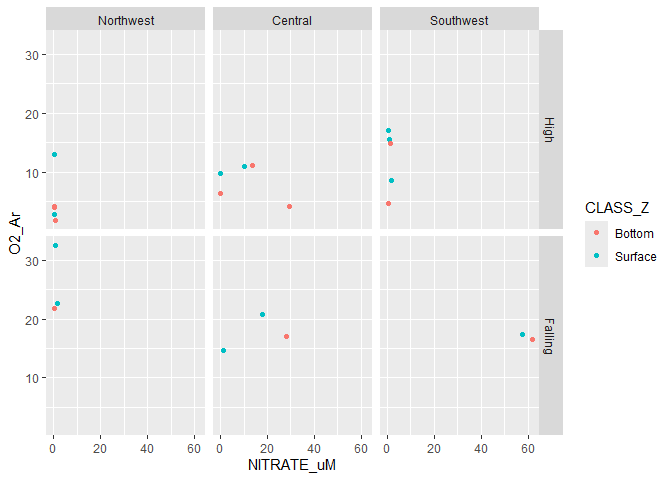 Northwest Central Southwest
30
20
10
High
O2_Ar
30
20
10
Falling
0 20 40 60 0 20 40 60 0 20 40 60
NITRATE_uM
CLASS_Z
Bottom
Surface